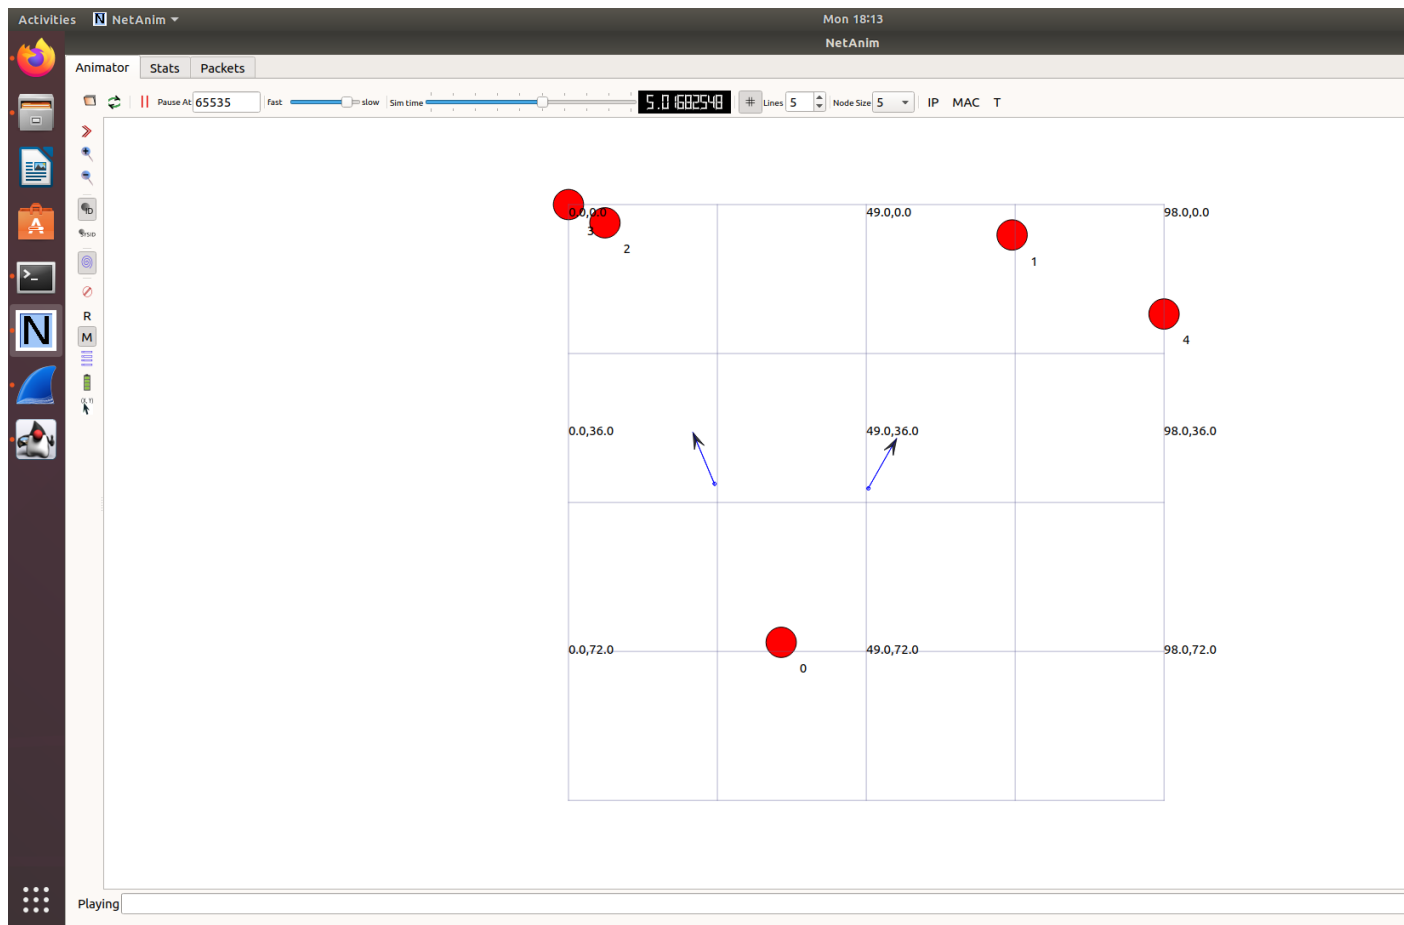 Activities NetAnim Mon 18:13
NetAnim
Animator Stats Packets
Pause At 65535 fast slow Sim time 5.01682548 # Lines 5 Node Size 5 IP MAC T
ID
SYSID
R
M
0.0,0.0 49.0,0.0 98.0,0.0
3
2
1
4
0.0,36.0 49.0,36.0 98.0,36.0
0.0,72.0 49.0,72.0 98.0,72.0
0
Playing